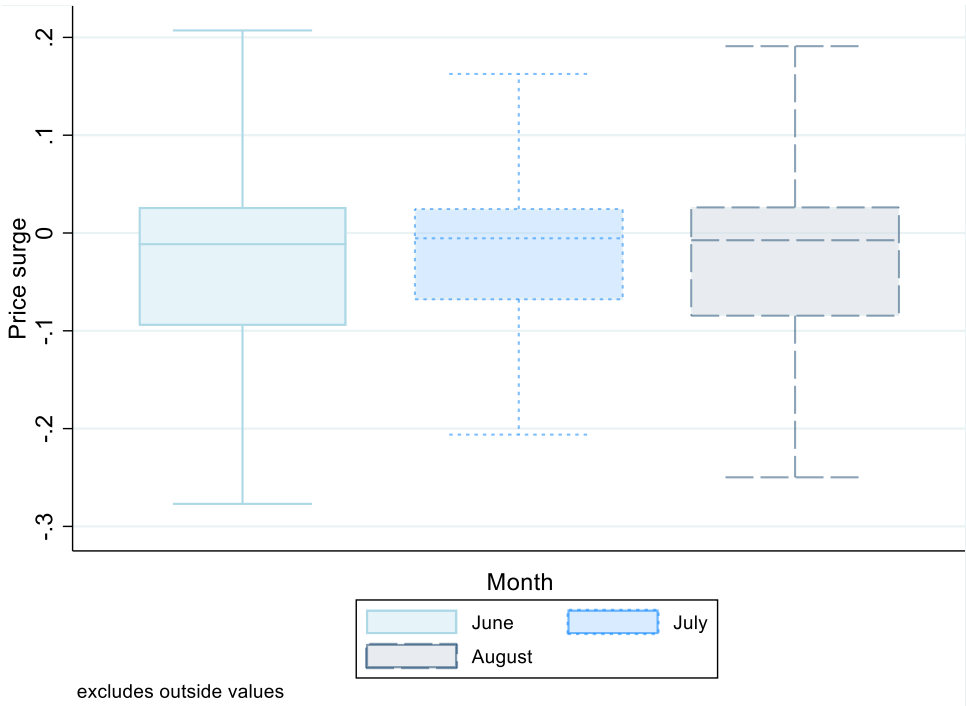 Price surge
.2
.1
0
-.1
-.2
-.3
Month
June
July
August
excludes outside values